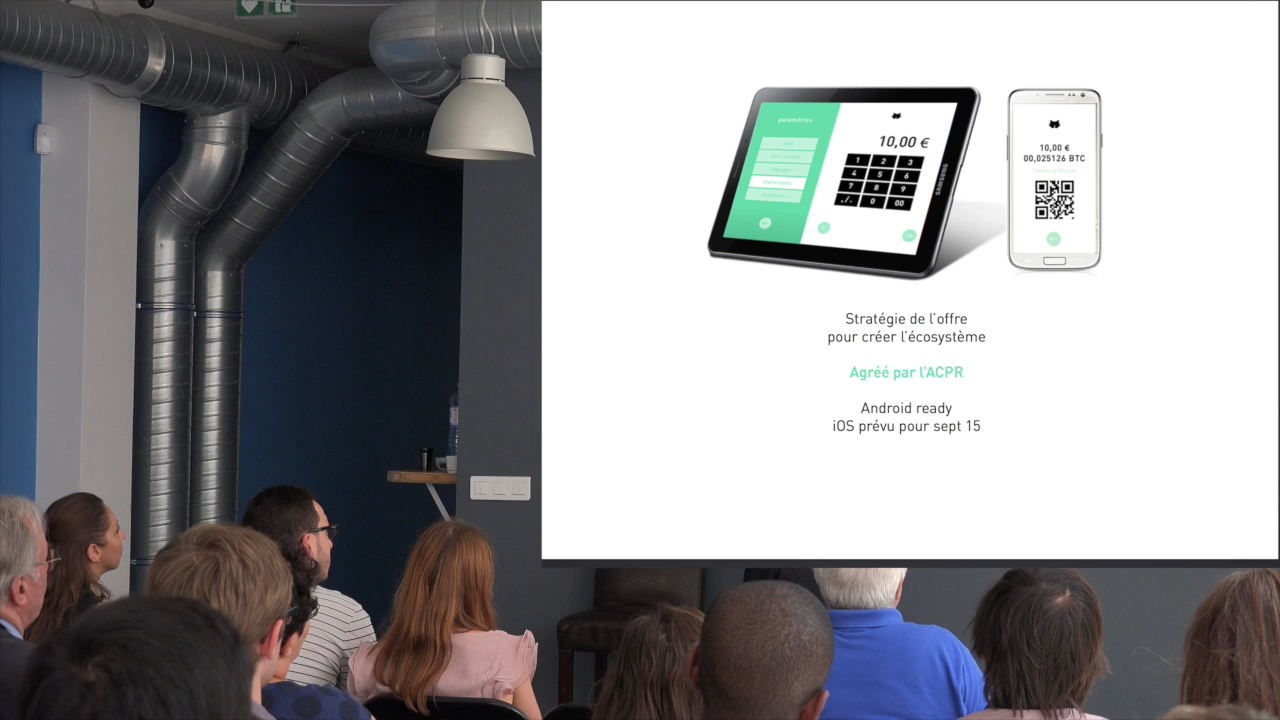 paramètres
10,00 €
1 2 3
4 5 6
7 8 9
./. 0 00
SAMSUNG
10,00 €
00,025126 BTC
Stratégie de l'offre
pour créer l'écosystème
Agréé par l'ACPR
Android ready
iOS prévu pour sept 15